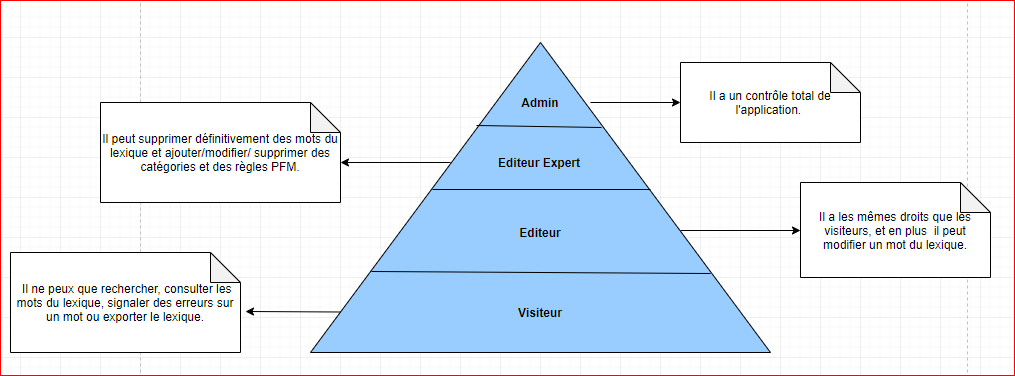 Admin
Il a un contrôle total de
l'application.
Il peut supprimer définitivement des mots du
lexique et ajouter/modifier/ supprimer des
catégories et des règles PFM.
Editeur Expert
Editeur
Il a les mêmes droits que les
visiteurs, et en plus il peut
modifier un mot du lexique.
Il ne peux que rechercher, consulter les
mots du lexique, signaler des erreurs sur
un mot ou exporter le lexique.
Visiteur